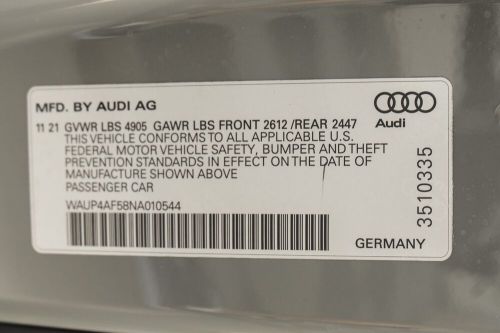 MFD. BY AUDI AG
11 21 GVWR LBS 4905 GAWR LBS FRONT 2612 /REAR 2447
THIS VEHICLE CONFORMS TO ALL APPLICABLE U.S.
FEDERAL MOTOR VEHICLE SAFETY, BUMPER AND THEFT
PREVENTION STANDARDS IN EFFECT ON THE DATE OF
MANUFACTURE SHOWN ABOVE
PASSENGER CAR
WAUP4AF58NA010544
Audi
3510335
GERMANY